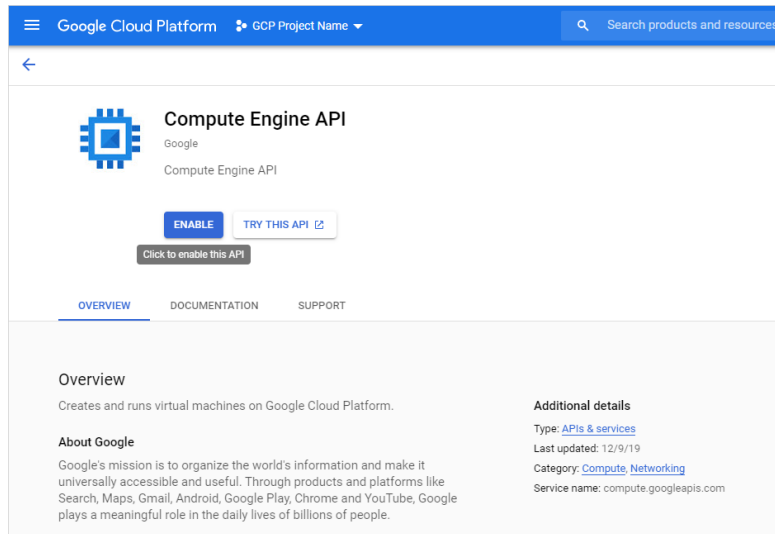 Google Cloud Platform
GCP Project Name
Search products and resources
Compute Engine API
Google
Compute Engine API
ENABLE
TRY THIS API
Click to enable this API
OVERVIEW
DOCUMENTATION
SUPPORT
Overview
Creates and runs virtual machines on Google Cloud Platform.
About Google
Google's mission is to organize the world's information and make it
universally accessible and useful. Through products and platforms like
Search, Maps, Gmail, Android, Google Play, Chrome and YouTube, Google
plays a meaningful role in the daily lives of billions of people.
Additional details
Type: APIs & services
Last updated: 12/9/19
Category: Compute, Networking
Service name: compute.googleapis.com